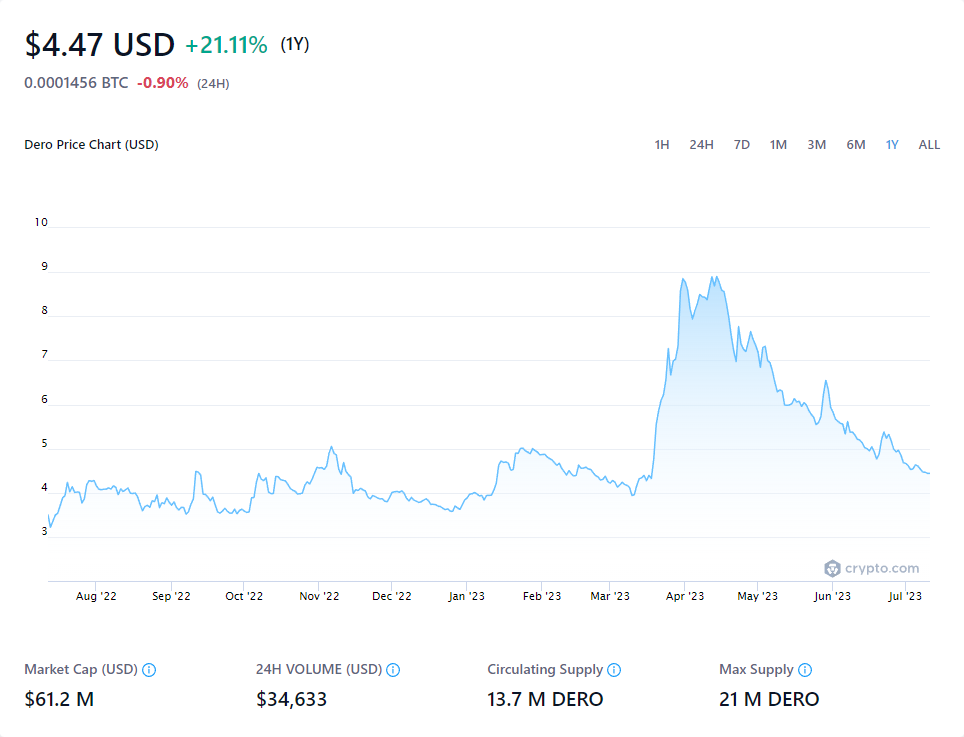 $4.47 USD +21.11% (1Y)
0.0001456 BTC -0.90% (24H)
Dero Price Chart (USD) 1H 24H 7D 1M 3M 6M 1Y ALL
10
9
8
7
6
5
4
3
crypto.com
Aug '22 Sep '22 Oct '22 Nov '22 Dec '22 Jan '23 Feb '23 Mar '23 Apr '23 May '23 Jun '23 Jul '23
Market Cap (USD) 24H VOLUME (USD) Circulating Supply Max Supply
$61.2 M $34,633 13.7 M DERO 21 M DERO